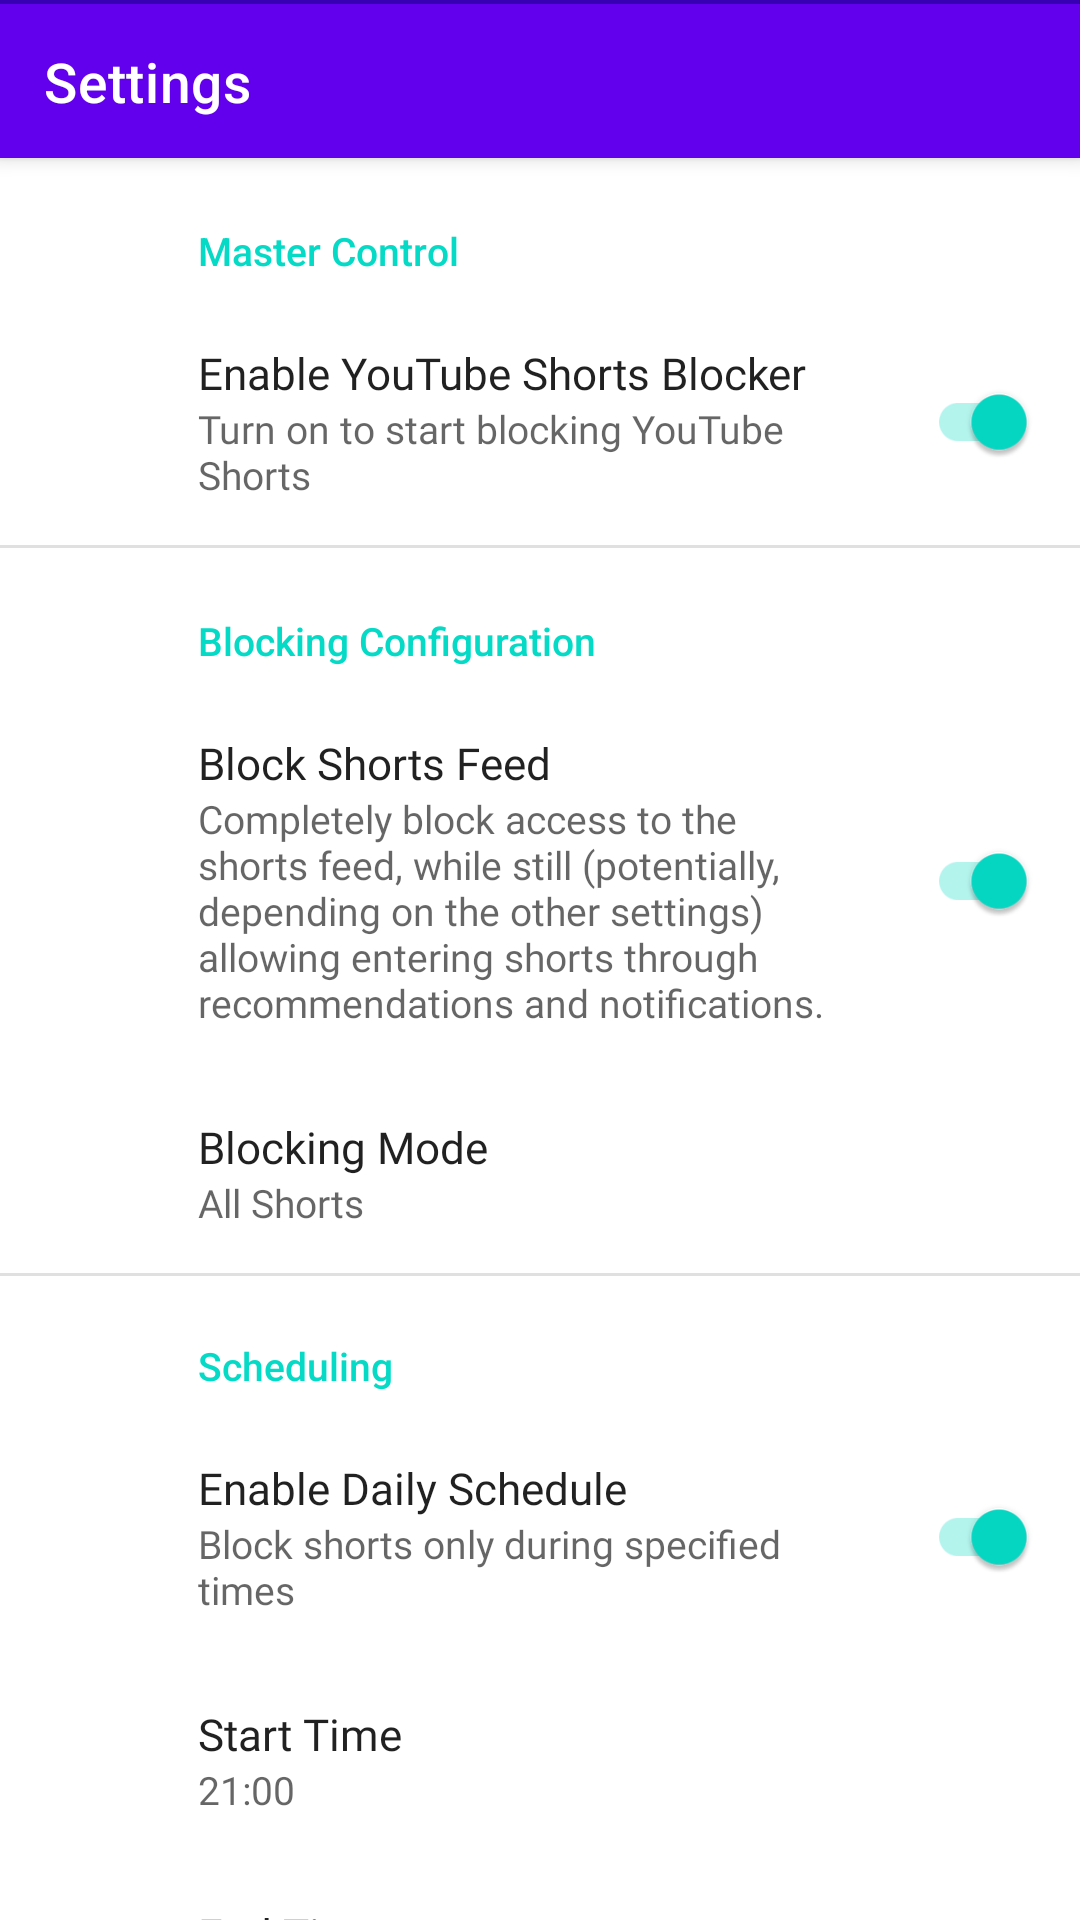 Settings
Master Control
Enable YouTube Shorts Blocker
Turn on to start blocking YouTube
Shorts
Blocking Configuration
Block Shorts Feed
Completely block access to the
shorts feed, while still (potentially,
depending on the other settings)
allowing entering shorts through
recommendations and notifications.
Blocking Mode
All Shorts
Scheduling
Enable Daily Schedule
Block shorts only during specified
times
Start Time
21:00